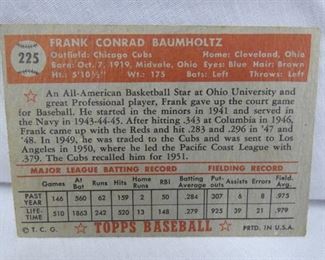 225
FRANK CONRAD BAUMHOLTZ
Outfield: Chicago Cubs Home: Cleveland, Ohio
Born: Oct. 7, 1919, Midvale, Ohio Eyes: Blue Hair: Brown
Ht.: 5'10½" Wt.: 175 Bats: Left Throws: Left
An All-American Basketball Star at Ohio University and
great Professional player, Frank gave up the court game
for Baseball. He started in the minors in 1941 and served
the Navy in 1943-44-45. After hitting .343 at Columbia in 1946,
Frank came up with the Reds and hit .283 and .296 in '47 and
'48. In 1949, he was traded to the Cubs and was sent to Los
Angeles in 1950, where he led the Pacific Coast League with
.379. The Cubs recalled him for 1951.
MAJOR LEAGUE BATTING RECORD FIELDING RECORD
Games At Bat Runs Hits Home Runs RBI Batting Average Put-outs Assists Errors Field. Avg.
PAST YEAR 146 560 62 159 2 50 .284 307 6 8 .975
LIFE-TIME 510 1863 242 520 13 148 .279 925 39 21 .979
© T. C. G. TOPPS BASEBALL PRTD. IN U.S.A.